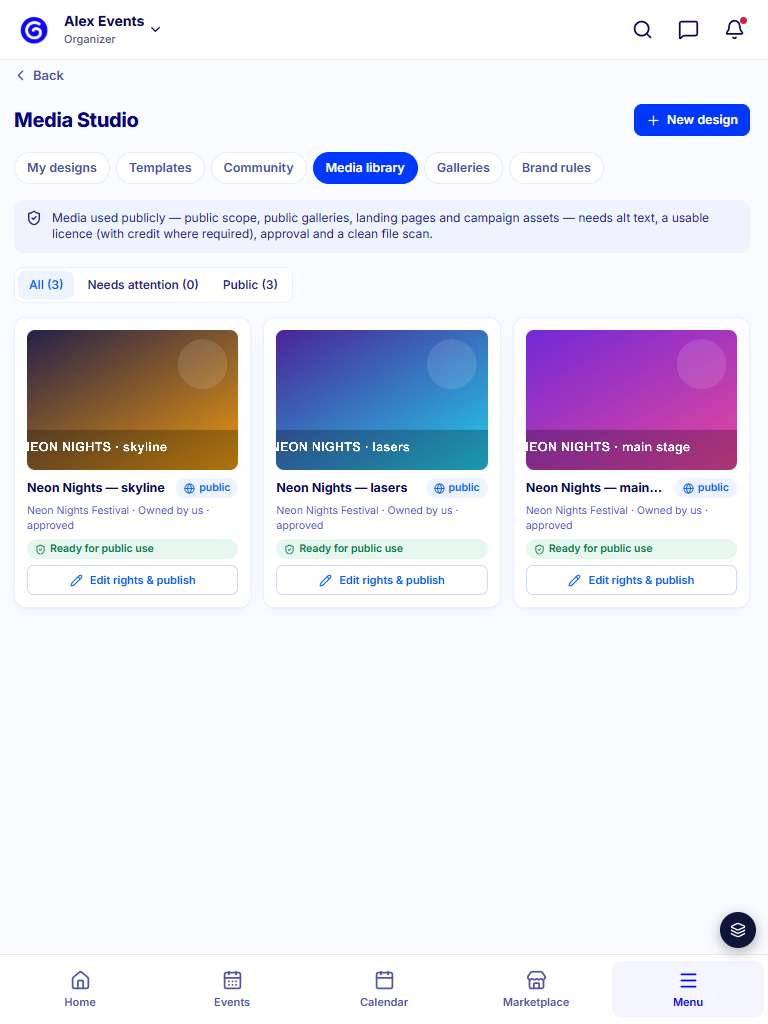 Alex Events
Organizer
Back
Media Studio
New design
My designs
Templates
Community
Media library
Galleries
Brand rules
Media used publicly — public scope, public galleries, landing pages and campaign assets — needs alt text, a usable
licence (with credit where required), approval and a clean file scan.
All (3)
Needs attention (0)
Public (3)
NEON NIGHTS · skyline
Neon Nights — skyline
public
Neon Nights Festival · Owned by us ·
approved
Ready for public use
Edit rights & publish
NEON NIGHTS · lasers
Neon Nights — lasers
public
Neon Nights Festival · Owned by us ·
approved
Ready for public use
Edit rights & publish
NEON NIGHTS · main stage
Neon Nights — main...
public
Neon Nights Festival · Owned by us ·
approved
Ready for public use
Edit rights & publish
Home
Events
Calendar
Marketplace
Menu